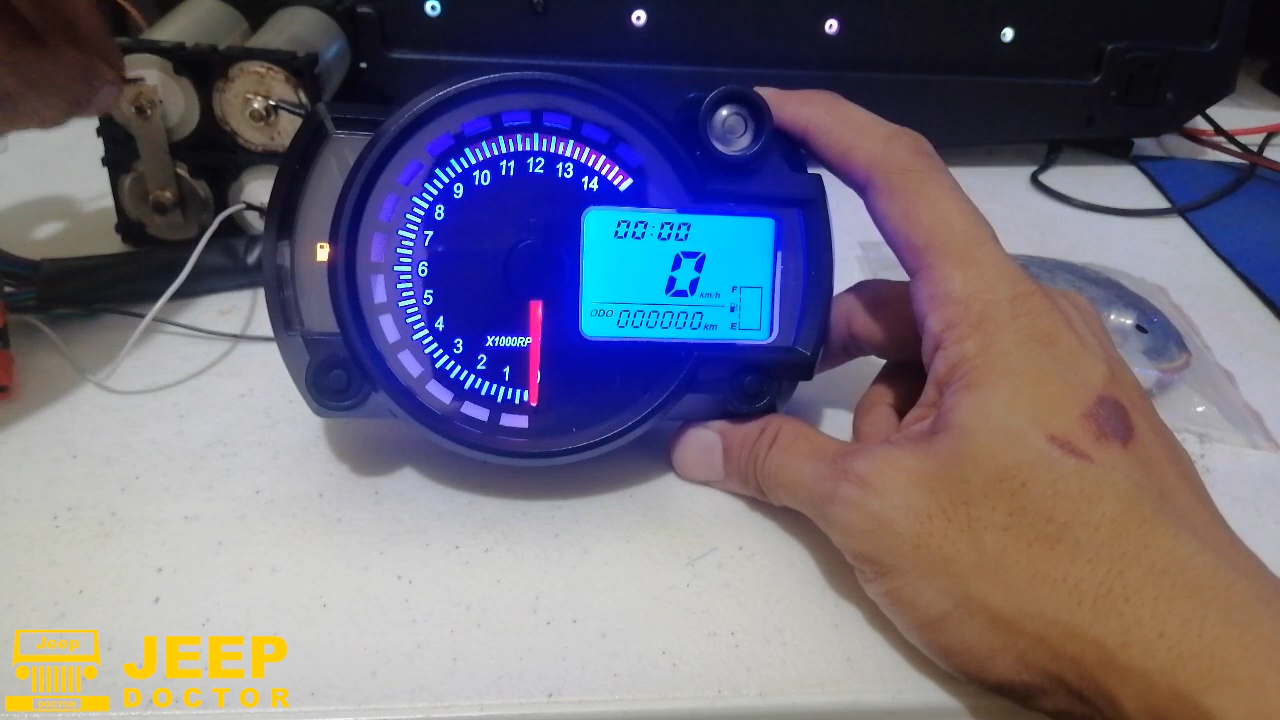 14
13
12
11
10
9
8
7
6
5
4
3
2
1
X1000RP
00:00
0
km/h
ODO 000000 km
F
E
Jeep
DOCTOR
JEEP
DOCTOR